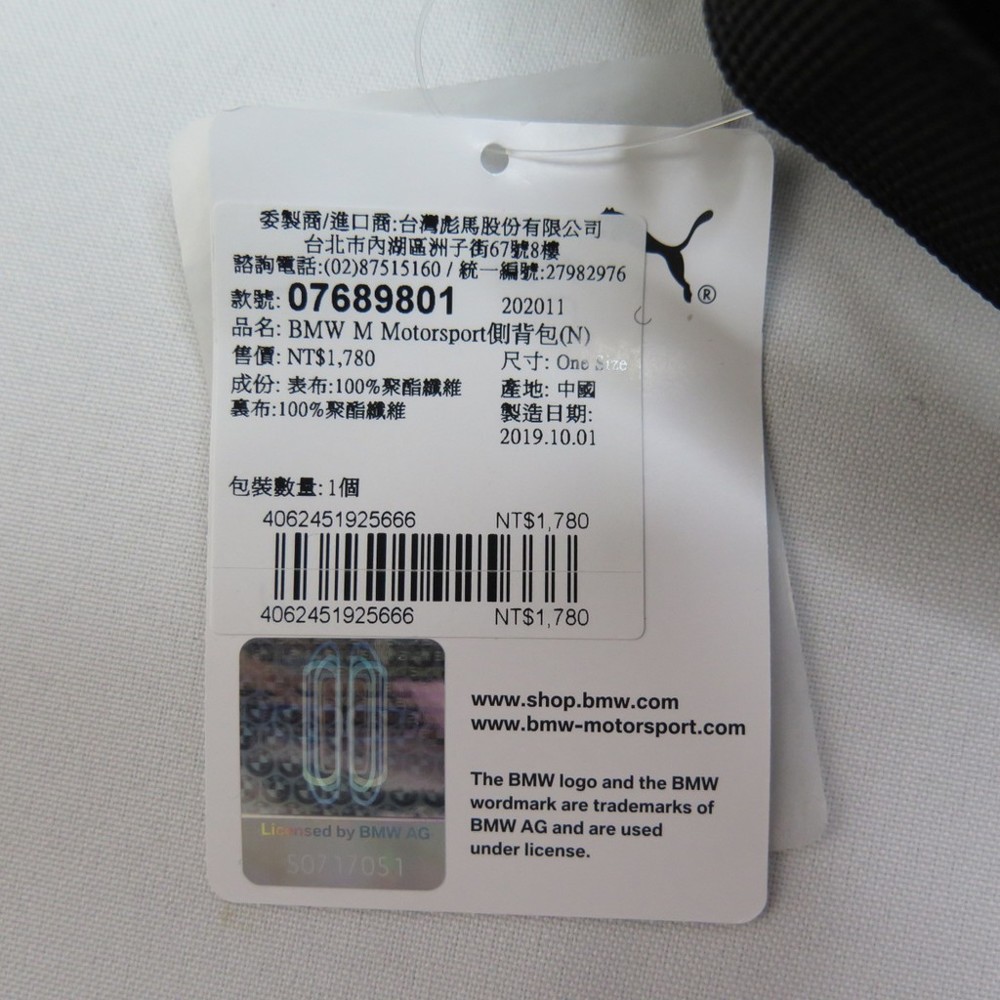 委製商/進口商:台灣彪馬股份有限公司
台北市內湖區洲子街67號8樓
諮詢電話:(02)87515160 / 統一編號:27982976
款號: 07689801 202011
品名: BMW M Motorsport側背包(N)
售價: NT$1,780 尺寸: One Size
成份: 表布:100%聚酯纖維 產地: 中國
裏布:100%聚酯纖維 製造日期:
2019.10.01
包裝數量: 1個
4062451925666 NT$1,780
4062451925666 NT$1,780
®
www.shop.bmw.com
www.bmw-motorsport.com
The BMW logo and the BMW
wordmark are trademarks of
BMW AG and are used
under license.
Licensed by BMW AG
50717051